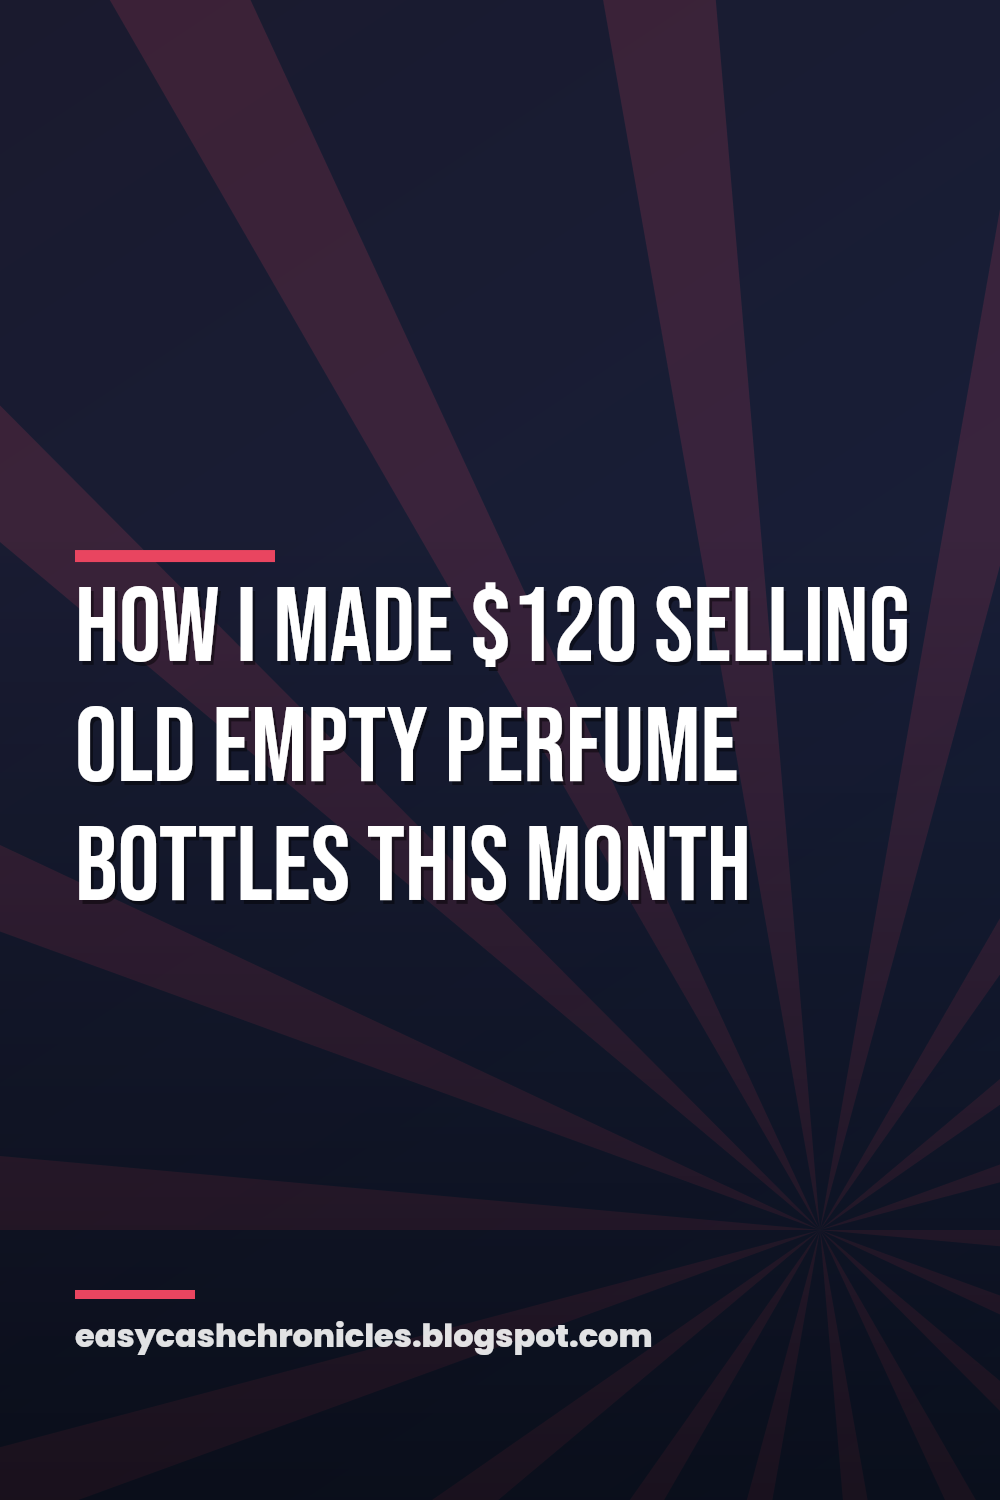 HOW I MADE $120 SELLING
OLD EMPTY PERFUME
BOTTLES THIS MONTH
easycashchronicles.blogspot.com